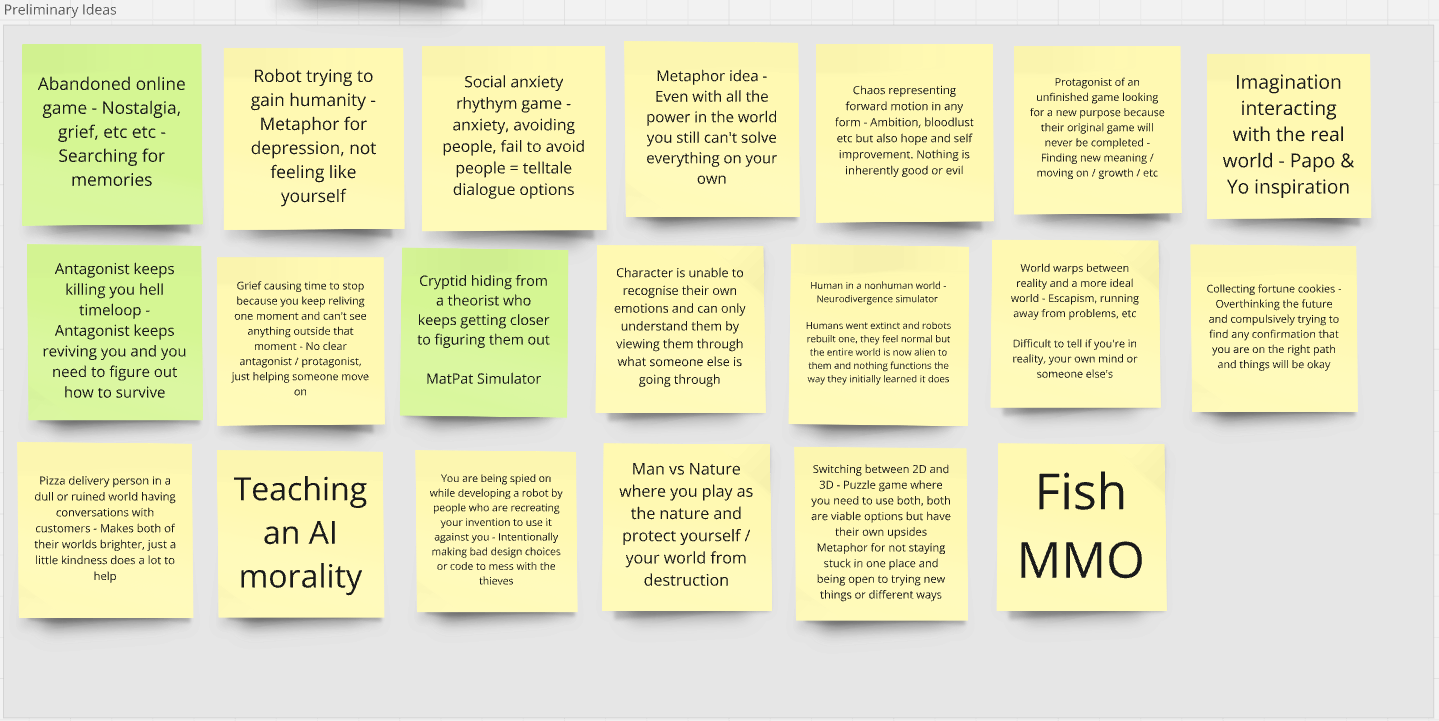 Preliminary Ideas
Abandoned online
game - Nostalgia,
grief, etc etc -
Searching for
memories
Robot trying to
gain humanity -
Metaphor for
depression, not
feeling like
yourself
Social anxiety
rhythym game -
anxiety, avoiding
people, fail to avoid
people = telltale
dialogue options
Metaphor idea -
Even with all the
power in the world
you still can't solve
everything on your
own
Chaos representing
forward motion in any
form - Ambition, bloodlust
etc but also hope and self
improvement. Nothing is
inherently good or evil
Protagonist of an
unfinished game looking
for a new purpose because
their original game will
never be completed -
Finding new meaning /
moving on / growth / etc
Imagination
interacting
with the real
world - Papo &
Yo inspiration
Antagonist keeps
killing you hell
timeloop -
Antagonist keeps
reviving you and you
need to figure out
how to survive
Grief causing time to stop
because you keep reliving
one moment and can't see
anything outside that
moment - No clear
antagonist / protagonist,
just helping someone move
on
Cryptid hiding from
a theorist who
keeps getting closer
to figuring them out
MatPat Simulator
Character is unable to
recognise their own
emotions and can only
understand them by
viewing them through
what someone else is
going through
Human in a nonhuman world -
Neurodivergence simulator
Humans went extinct and robots
rebuilt one, they feel normal but
the entire world is now alien to
them and nothing functions the
way they initially learned it does
World warps between
reality and a more ideal
world - Escapism, running
away from problems, etc
Difficult to tell if you're in
reality, your own mind or
someone else's
Collecting fortune cookies -
Overthinking the future
and compulsively trying to
find any confirmation that
you are on the right path
and things will be okay
Pizza delivery person in a
dull or ruined world having
conversations with
customers - Makes both of
their worlds brighter, just a
little kindness does a lot to
help
Teaching
an AI
morality
You are being spied on
while developing a robot by
people who are recreating
your invention to use it
against you - Intentionally
making bad design choices
or code to mess with the
thieves
Man vs Nature
where you play as
the nature and
protect yourself /
your world from
destruction
Switching between 2D and
3D - Puzzle game where
you need to use both, both
are viable options but have
their own upsides
Metaphor for not staying
stuck in one place and
being open to trying new
things or different ways
Fish
MMO